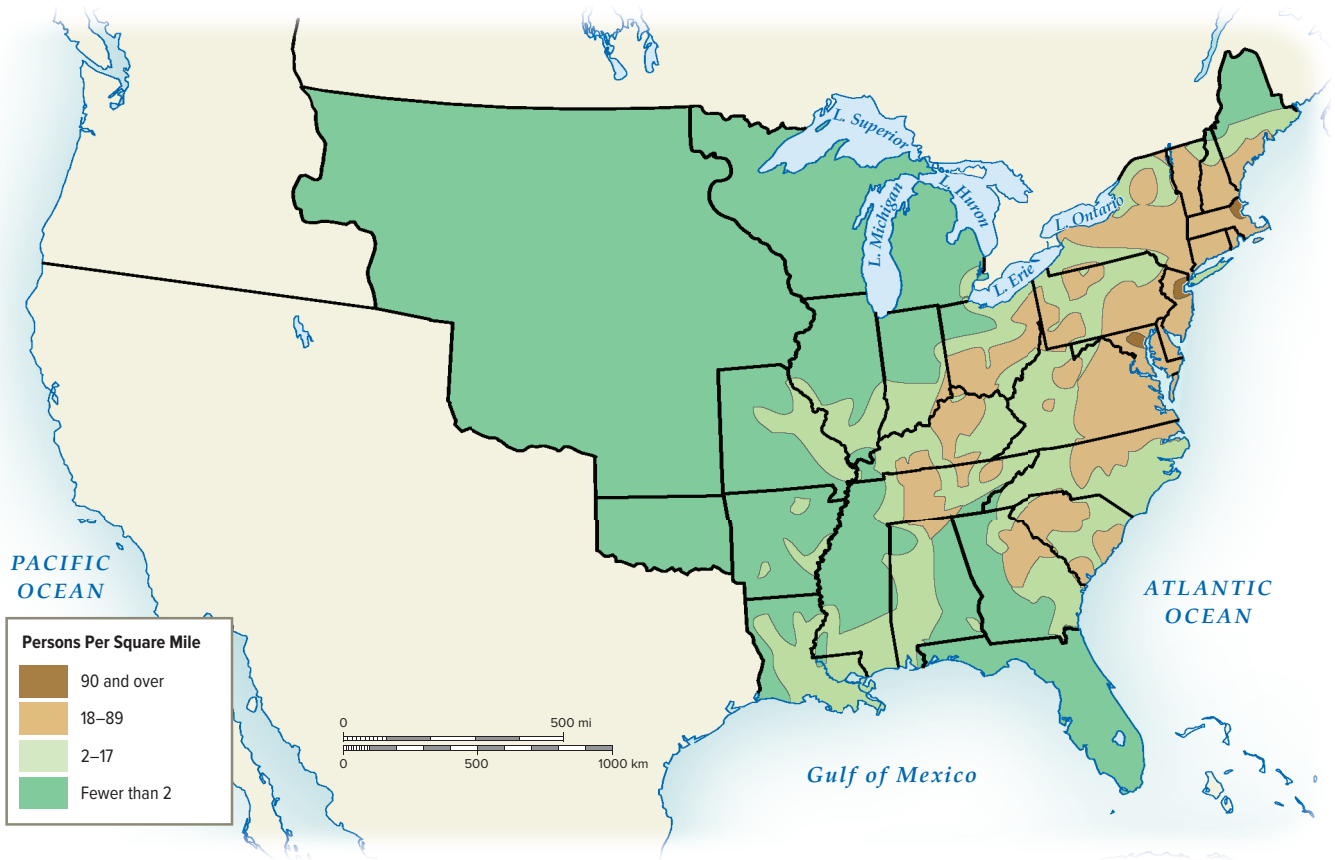 L. Superior
L. Michigan
L. Huron
L. Ontario
L. Erie
PACIFIC
OCEAN
ATLANTIC
OCEAN
Gulf of Mexico
Persons Per Square Mile
90 and over
18–89
2–17
Fewer than 2
0 500 mi
0 500 1000 km